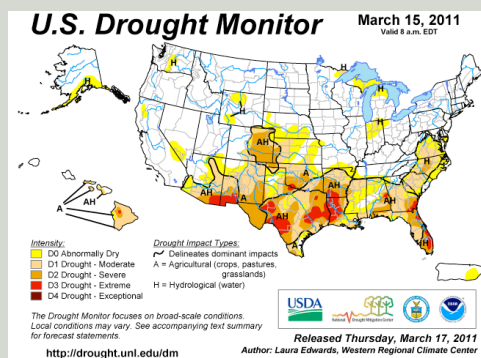 U.S. Drought Monitor
March 15, 2011
Valid 8 a.m. EDT
H
H
H
H
H
H
AH
A
H
AH
A
AH
A
AH
AH
AH
A
H
A
AH
Intensity:
D0 Abnormally Dry
D1 Drought - Moderate
D2 Drought - Severe
D3 Drought - Extreme
D4 Drought - Exceptional
Drought Impact Types:
Delineates dominant impacts
A = Agricultural (crops, pastures,
grasslands)
H = Hydrological (water)
The Drought Monitor focuses on broad-scale conditions.
Local conditions may vary. See accompanying text summary
for forecast statements.
http://drought.unl.edu/dm
USDA
National Drought Mitigation Center
Released Thursday, March 17, 2011
Author: Laura Edwards, Western Regional Climate Center